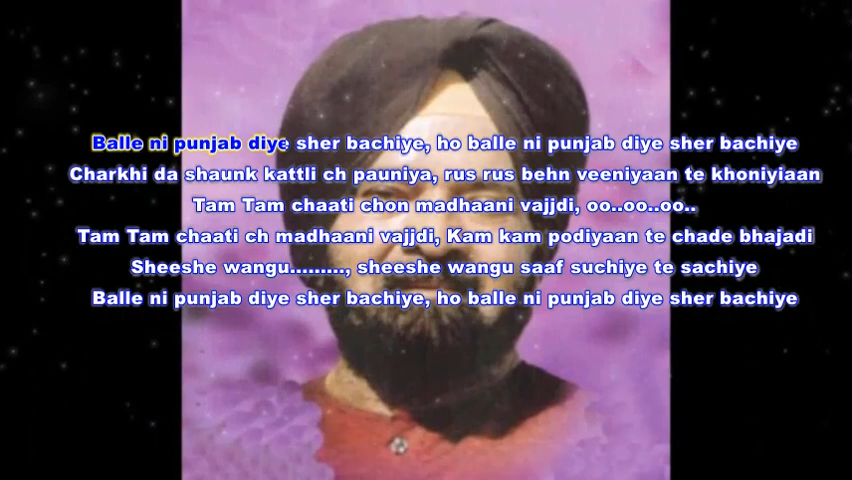 Balle ni punjab diye sher bachiye, ho balle ni punjab diye sher bachiye
Charkhi da shaunk kattli ch pauniya, rus rus behn veeniyaan te khoniyiaan
Tam Tam chaati chon madhaani vajjdi, oo..oo..oo..
Tam Tam chaati ch madhaani vajjdi, Kam kam podiyaan te chade bhajadi
Sheeshe wangu........., sheeshe wangu saaf suchiye te sachiye
Balle ni punjab diye sher bachiye, ho balle ni punjab diye sher bachiye